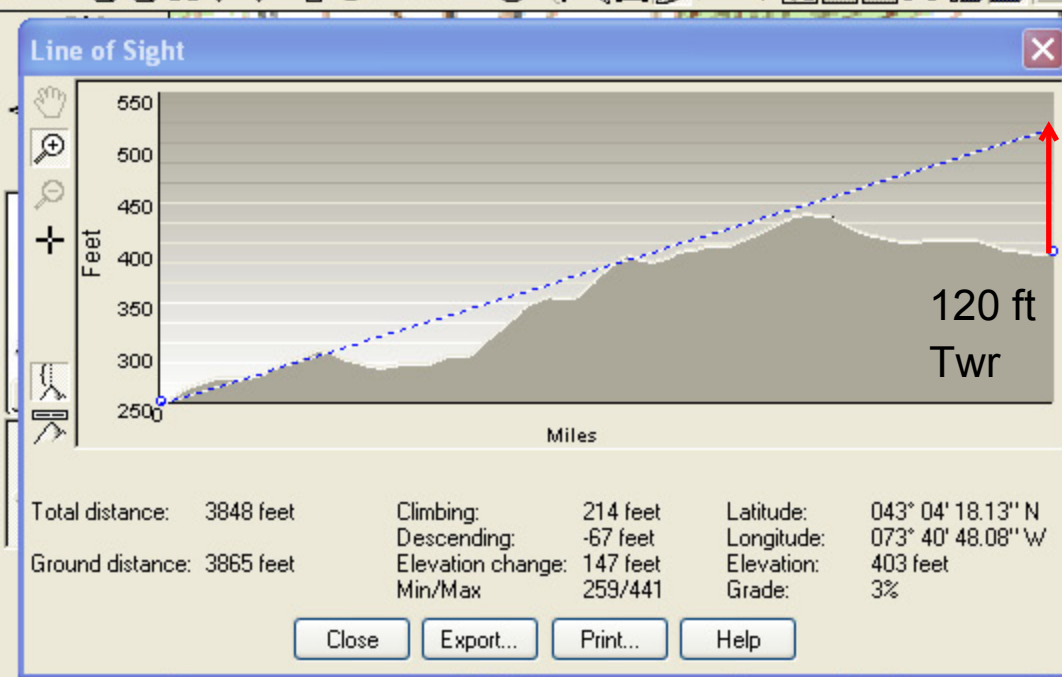 Line of Sight
550
500
450
400
350
300
250
0
Feet
Miles
120 ft
Twr
Total distance: 3848 feet
Ground distance: 3865 feet
Climbing: 214 feet
Descending: -67 feet
Elevation change: 147 feet
Min/Max 259/441
Latitude: 043° 04' 18.13" N
Longitude: 073° 40' 48.08" W
Elevation: 403 feet
Grade: 3%
Close Export... Print... Help